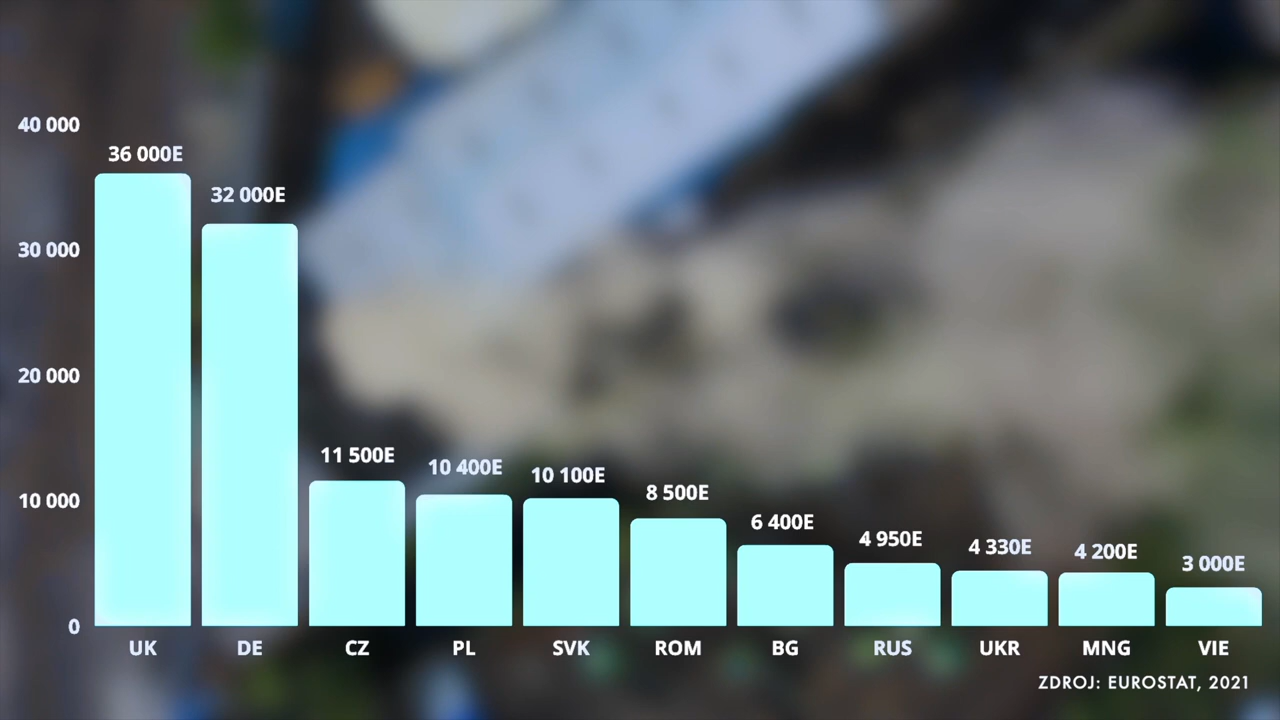 40 000
30 000
20 000
10 000
0
36 000E
32 000E
11 500E
10 400E
10 100E
8 500E
6 400E
4 950E
4 330E
4 200E
3 000E
UK DE CZ PL SVK ROM BG RUS UKR MNG VIE
ZDROJ: EUROSTAT, 2021